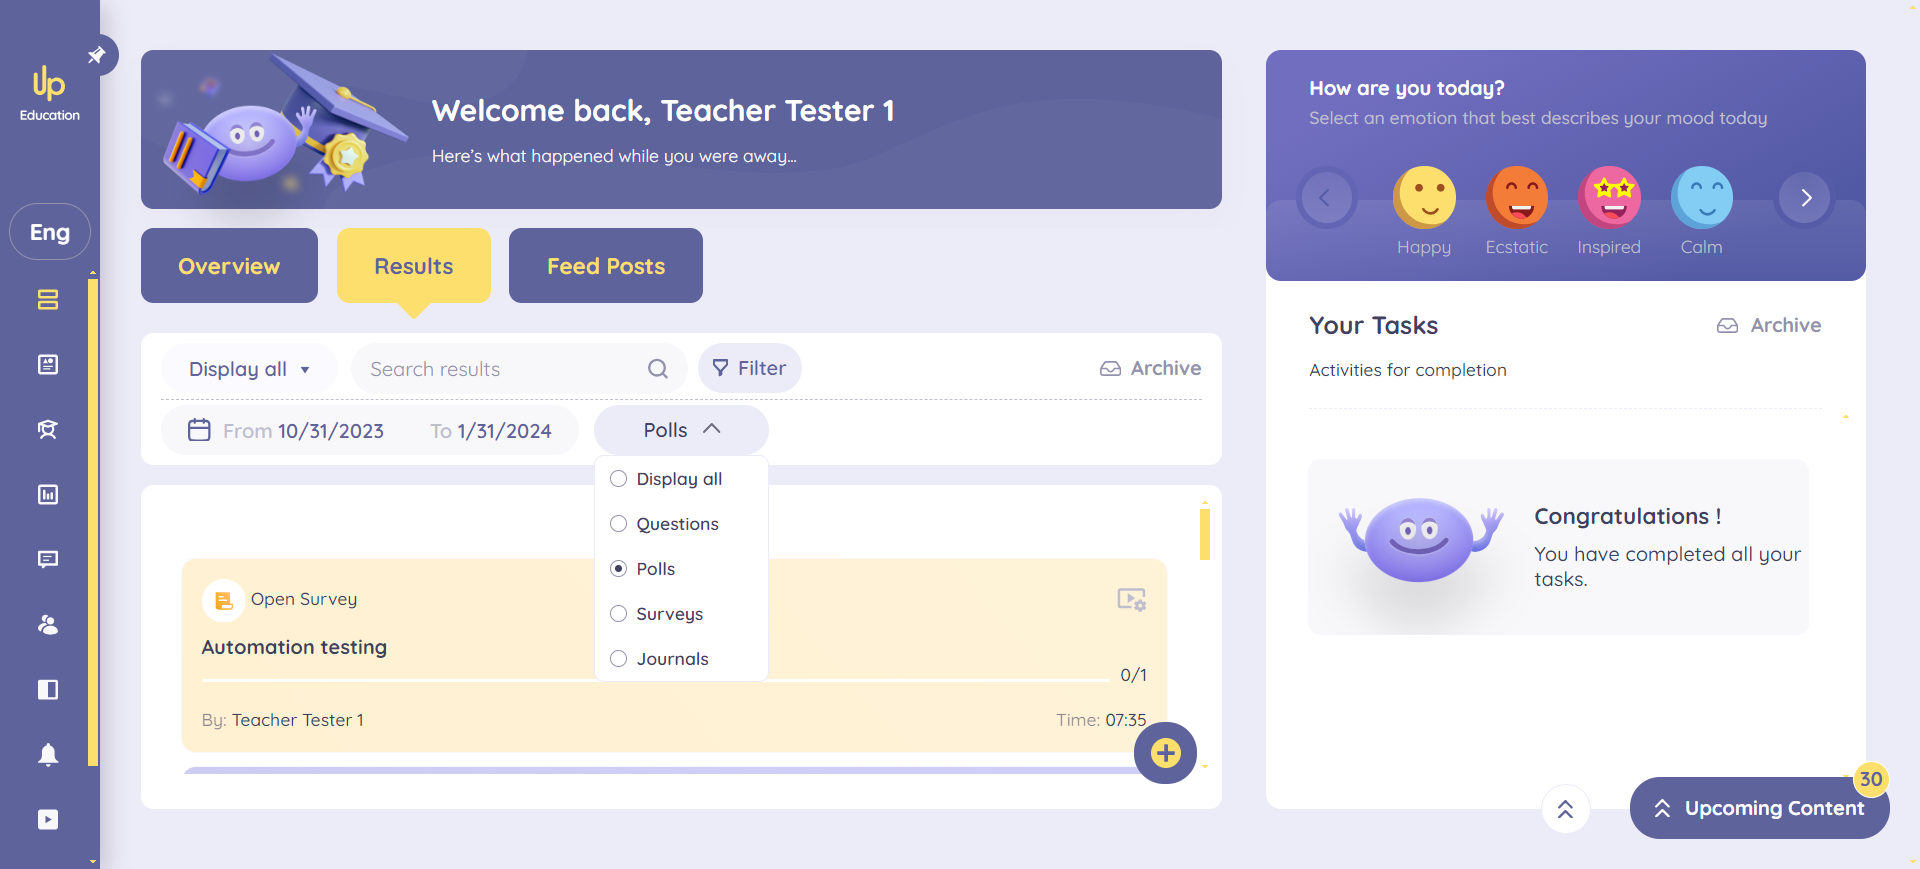 Up
Education
Eng
Welcome back, Teacher Tester 1
Here's what happened while you were away...
Overview
Results
Feed Posts
Display all
Search results
Filter
Archive
From 10/31/2023
To 1/31/2024
Polls
Display all
Questions
Polls
Surveys
Journals
Open Survey
Automation testing
0/1
By: Teacher Tester 1
Time: 07:35
How are you today?
Select an emotion that best describes your mood today
Happy
Ecstatic
Inspired
Calm
Your Tasks
Archive
Activities for completion
Congratulations !
You have completed all your
tasks.
30
Upcoming Content